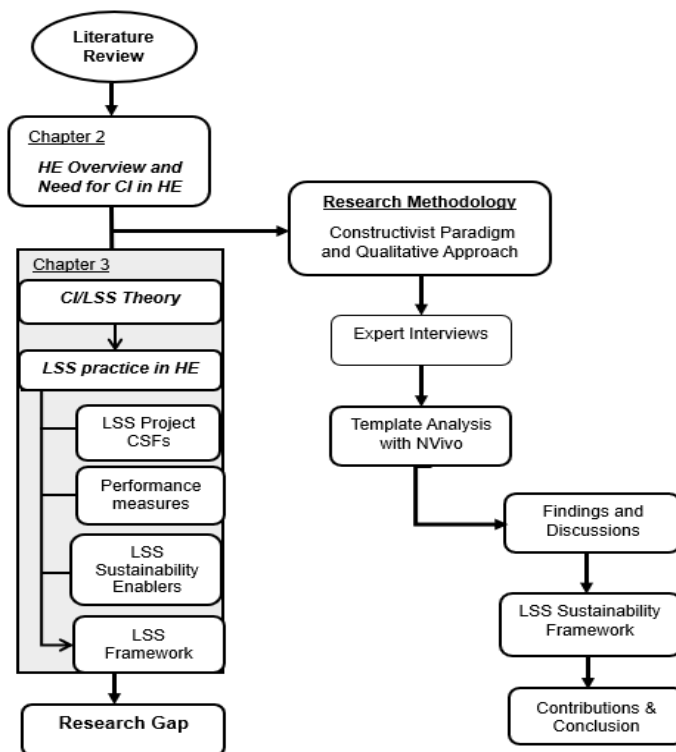 Literature
Review
Chapter 2
HE Overview and
Need for CI in HE
Chapter 3
CI/LSS Theory
LSS practice in HE
LSS Project
CSFs
Performance
measures
LSS
Sustainability
Enablers
LSS
Framework
Research Gap
Research Methodology
Constructivist Paradigm
and Qualitative Approach
Expert Interviews
Template Analysis
with NVivo
Findings and
Discussions
LSS Sustainability
Framework
Contributions &
Conclusion